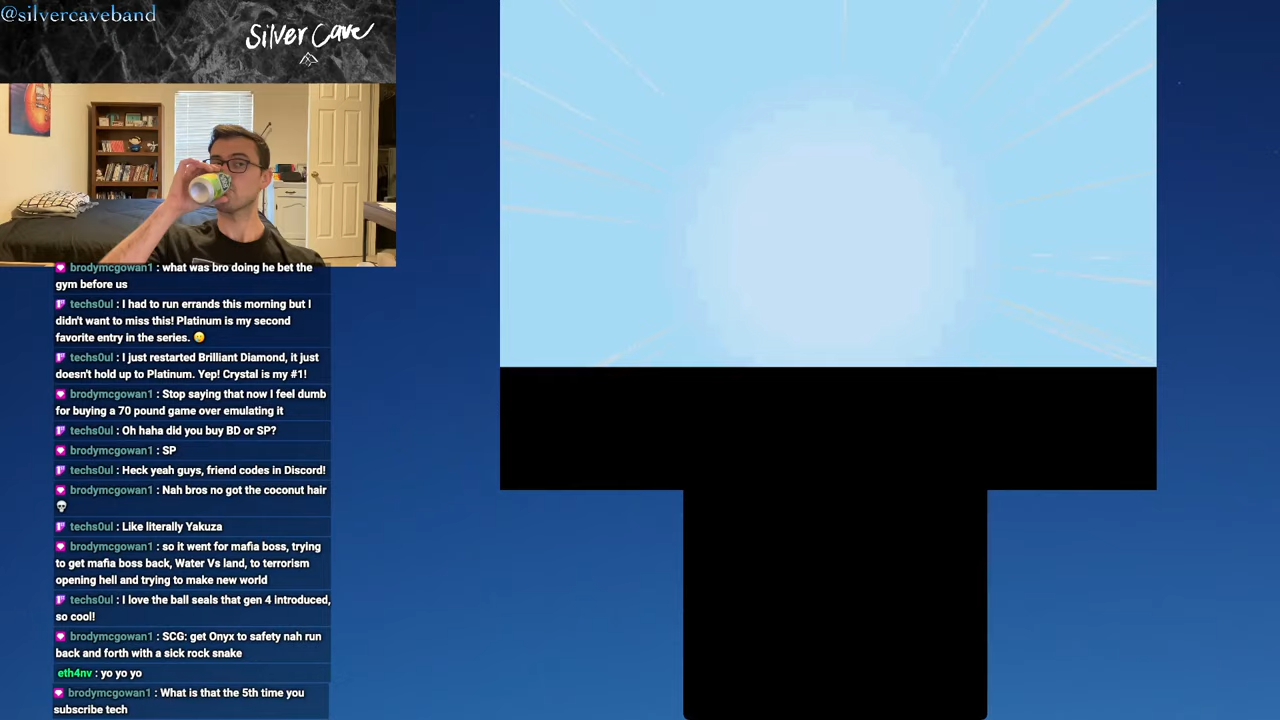 @silvercaveband
Silver Cave
brodymcgowan1 : what was bro doing he bet the
gym before us
techs0ul : I had to run errands this morning but I
didn't want to miss this! Platinum is my second
favorite entry in the series. 🥲
techs0ul : I just restarted Brilliant Diamond, it just
doesn't hold up to Platinum. Yep! Crystal is my #1!
brodymcgowan1 : Stop saying that now I feel dumb
for buying a 70 pound game over emulating it
techs0ul : Oh haha did you buy BD or SP?
brodymcgowan1 : SP
techs0ul : Heck yeah guys, friend codes in Discord!
brodymcgowan1 : Nah bros no got the coconut hair
💀
techs0ul : Like literally Yakuza
brodymcgowan1 : so it went for mafia boss, trying
to get mafia boss back, Water Vs land, to terrorism
opening hell and trying to make new world
techs0ul : I love the ball seals that gen 4 introduced,
so cool!
brodymcgowan1 : SCG: get Onyx to safety nah run
back and forth with a sick rock snake
eth4nv : yo yo yo
brodymcgowan1 : What is that the 5th time you
subscribe tech